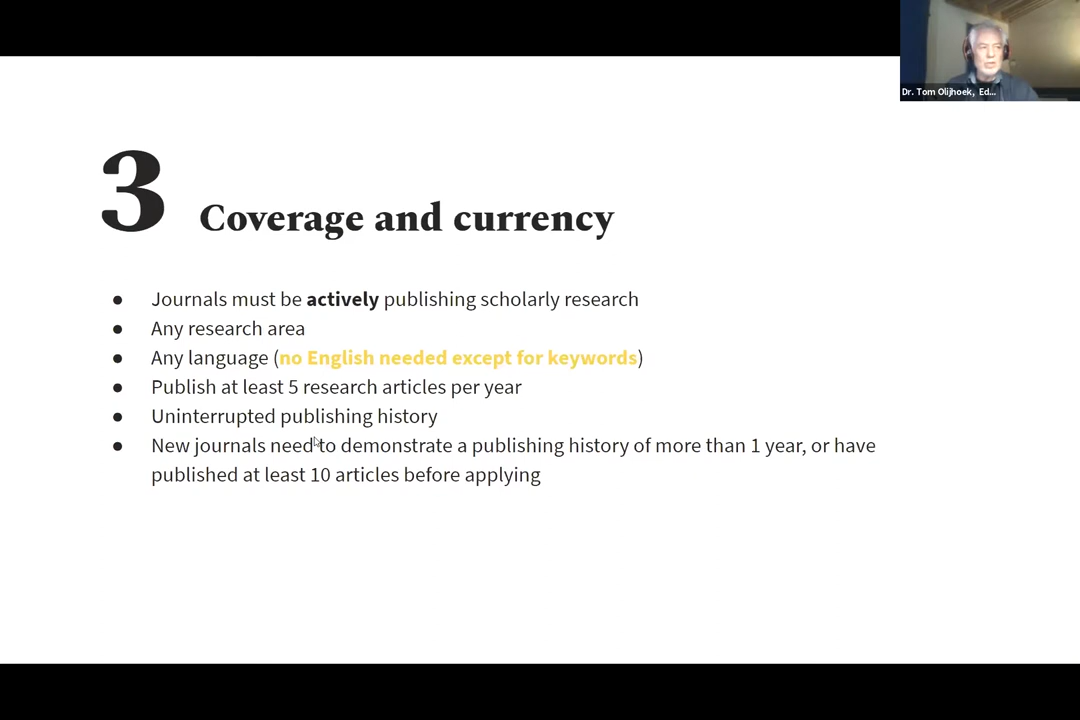 Dr. Tom Olijhoek, Ed...
3 Coverage and currency
● Journals must be actively publishing scholarly research
● Any research area
● Any language (no English needed except for keywords)
● Publish at least 5 research articles per year
● Uninterrupted publishing history
● New journals need to demonstrate a publishing history of more than 1 year, or have
published at least 10 articles before applying